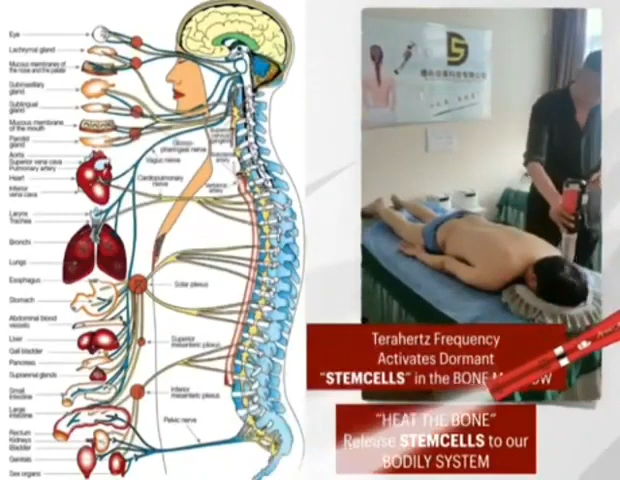 Eye
Lachrymal gland
Mucous membranes
of the nose and the palate
Submaxillary
gland
Sublingual
gland
Mucous membrane
of the mouth
Parotid
gland
Aorta
Superior vena cava
Pulmonary artery
Heart
Inferior
vena cava
Larynx
Trachea
Bronchi
Lungs
Esophagus
Stomach
Abdominal blood
vessels
Liver
Gall bladder
Pancreas
Suprarenal glands
Small
intestine
Large
intestine
Rectum
Kidneys
Bladder
Genitals
Sex organs
Glosso-
pharyngeal nerve
Vagus nerve
Cardiopulmonary
nerve
Solar plexus
Superior
mesenteric plexus
Inferior
mesenteric plexus
Pelvic nerve
Terahertz Frequency
Activates Dormant
"STEMCELLS" in the BONE
"HEAT THE BONE"
Release STEMCELLS to our
BODILY SYSTEM